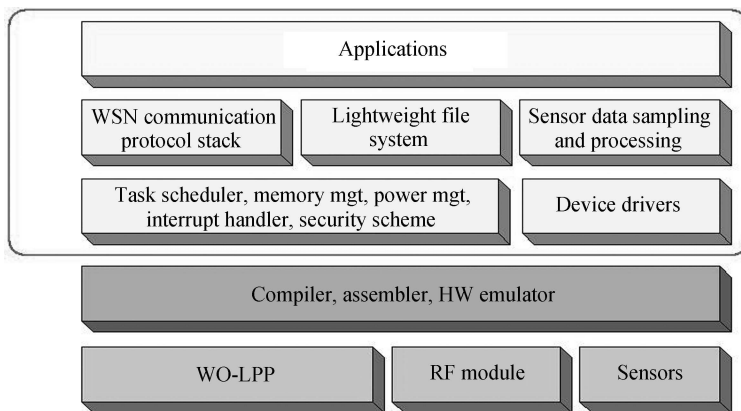 Applications
WSN communication
protocol stack
Lightweight file
system
Sensor data sampling
and processing
Task scheduler, memory mgt, power mgt,
interrupt handler, security scheme
Device drivers
Compiler, assembler, HW emulator
WO-LPP
RF module
Sensors